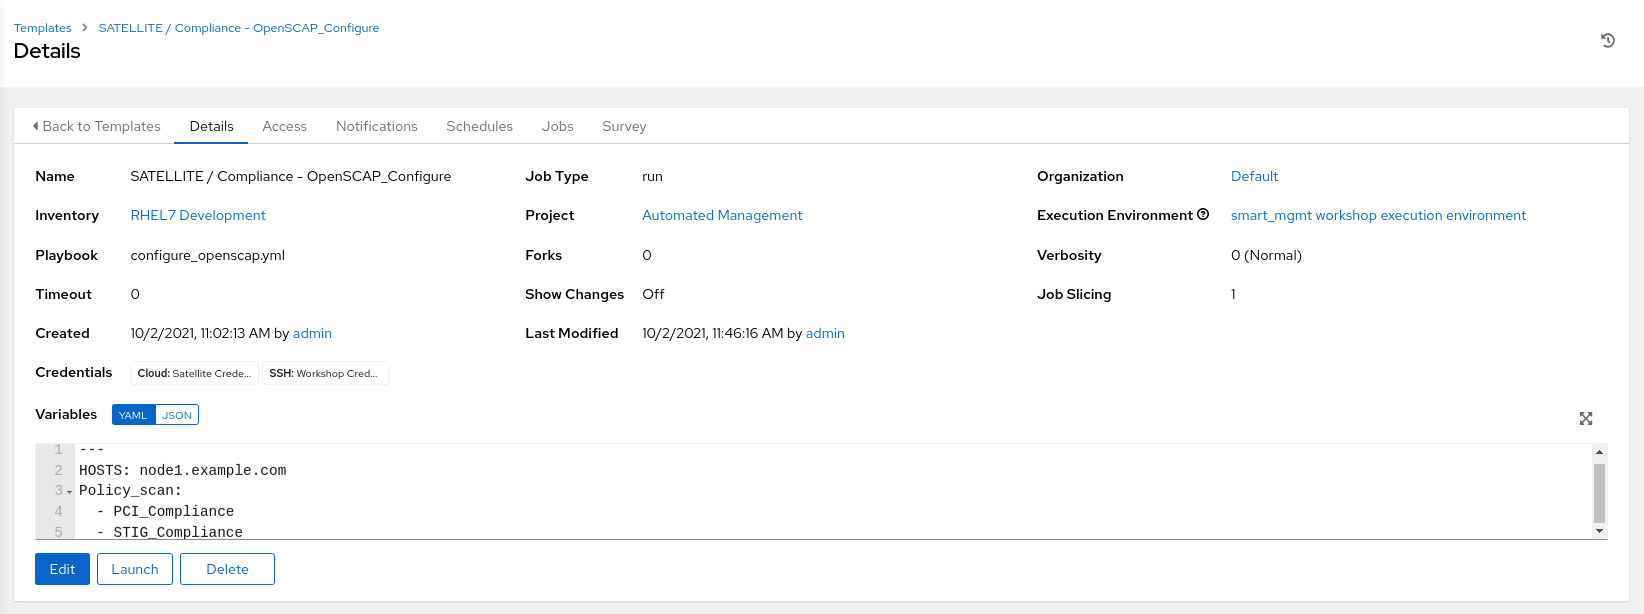 Templates > SATELLITE / Compliance - OpenSCAP_Configure
Details
Back to Templates Details Access Notifications Schedules Jobs Survey
Name SATELLITE / Compliance - OpenSCAP_Configure Job Type run Organization Default
Inventory RHEL7 Development Project Automated Management Execution Environment smart_mgmt workshop execution environment
Playbook configure_openscap.yml Forks 0 Verbosity 0 (Normal)
Timeout 0 Show Changes Off Job Slicing 1
Created 10/2/2021, 11:02:13 AM by admin Last Modified 10/2/2021, 11:46:16 AM by admin
Credentials Cloud: Satellite Crede... SSH: Workshop Cred...
Variables YAML JSON
1 ---
2 HOSTS: node1.example.com
3 Policy_scan:
4 - PCI_Compliance
5 - STIG_Compliance
Edit Launch Delete